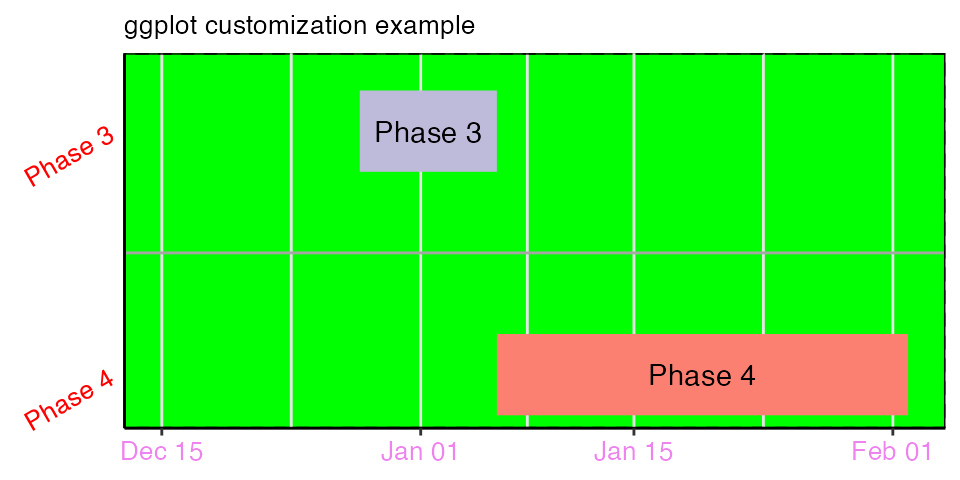 ggplot customization example
Phase 3
Phase 3
Phase 4
Phase 4
Dec 15
Jan 01
Jan 15
Feb 01